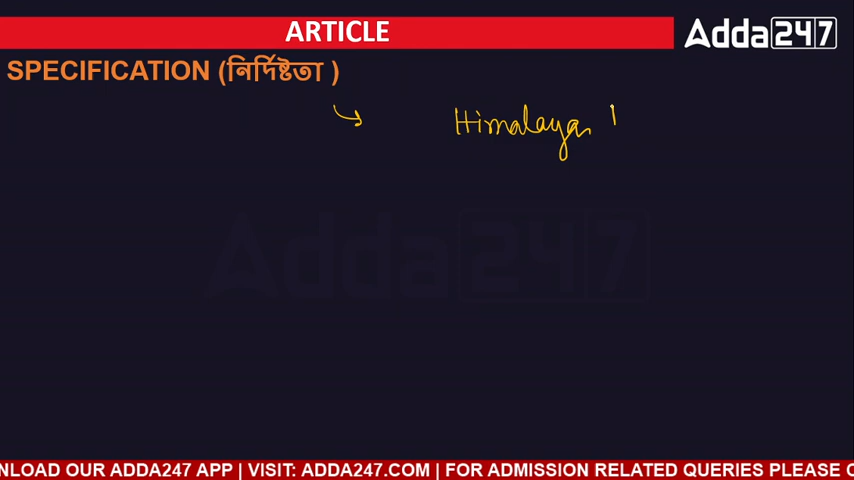 ARTICLE
Adda247
SPECIFICATION (নির্দিষ্টতা )
Himalaya
Adda247
NLOAD OUR ADDA247 APP | VISIT: ADDA247.COM | FOR ADMISSION RELATED QUERIES PLEASE C